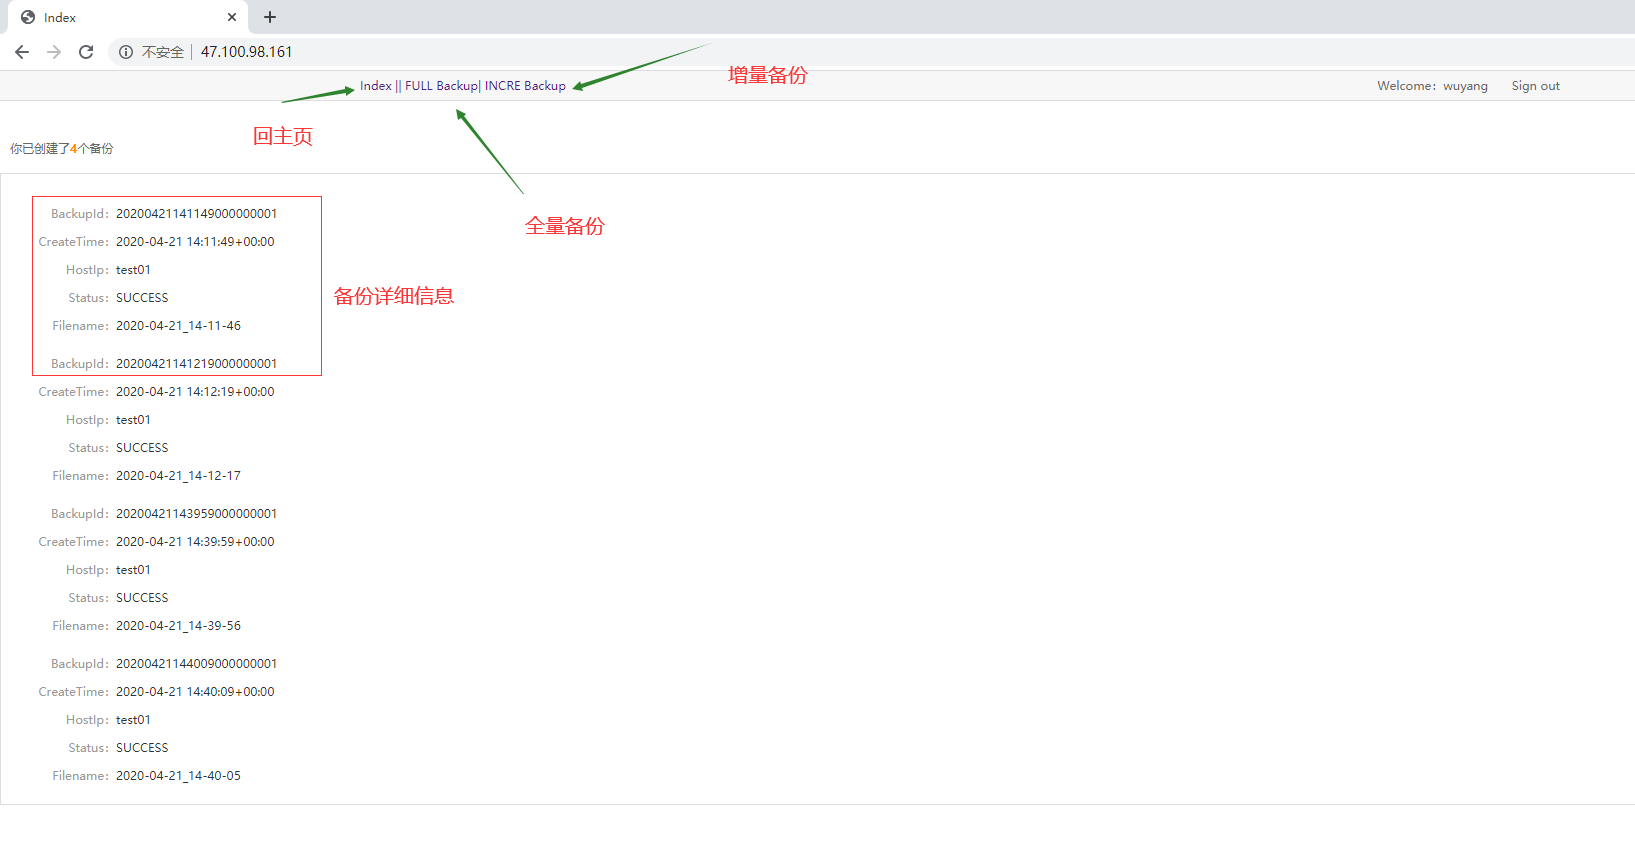 Index
不安全 | 47.100.98.161
Index || FULL Backup| INCRE Backup
增量备份
Welcome：wuyang
Sign out
回主页
你已创建了4个备份
全量备份
BackupId：20200421141149000000001
CreateTime：2020-04-21 14:11:49+00:00
HostIp：test01
Status：SUCCESS
备份详细信息
Filename：2020-04-21_14-11-46
BackupId：20200421141219000000001
CreateTime：2020-04-21 14:12:19+00:00
HostIp：test01
Status：SUCCESS
Filename：2020-04-21_14-12-17
BackupId：20200421143959000000001
CreateTime：2020-04-21 14:39:59+00:00
HostIp：test01
Status：SUCCESS
Filename：2020-04-21_14-39-56
BackupId：20200421144009000000001
CreateTime：2020-04-21 14:40:09+00:00
HostIp：test01
Status：SUCCESS
Filename：2020-04-21_14-40-05